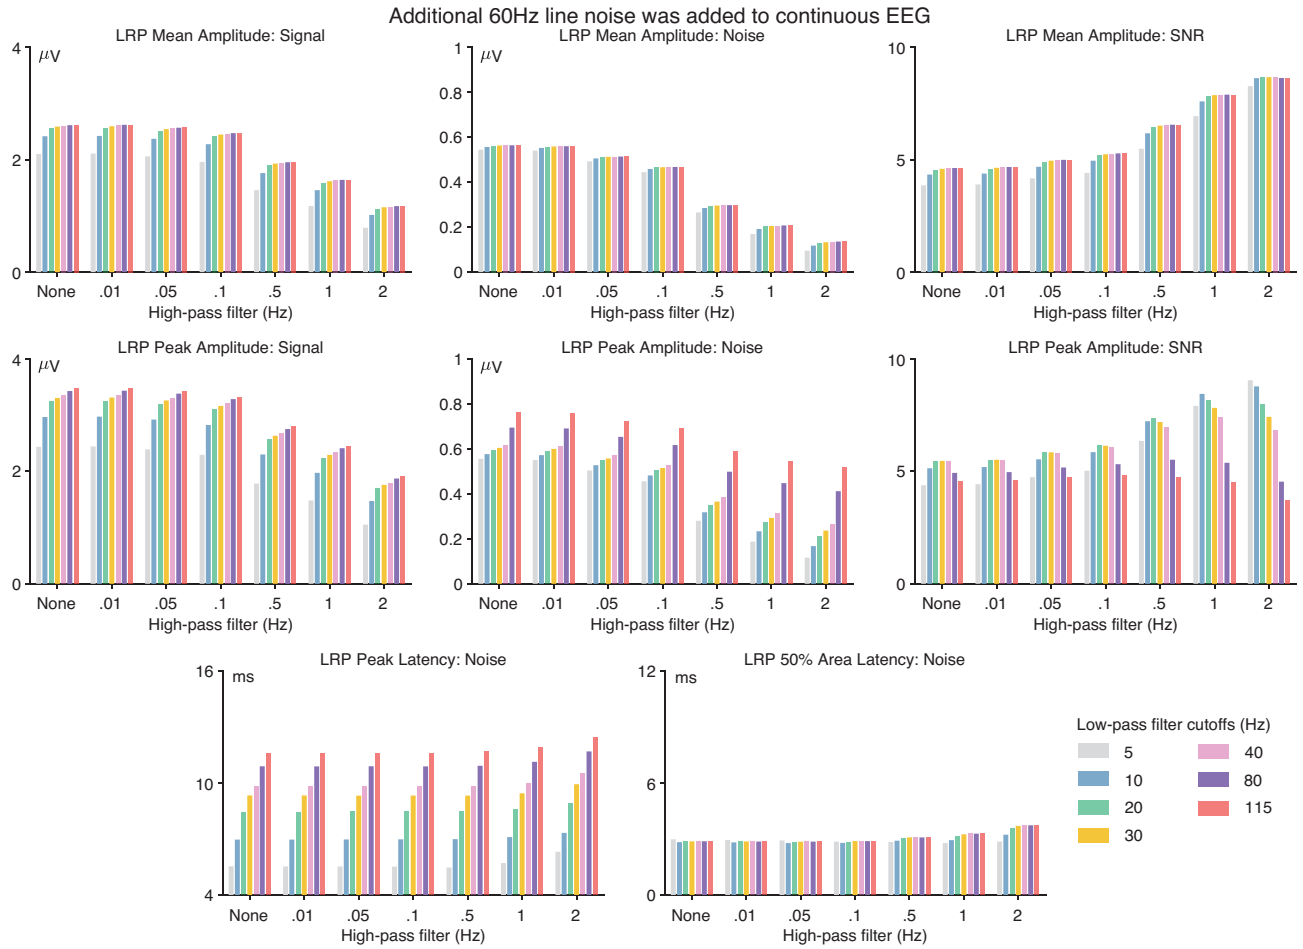 Additional 60Hz line noise was added to continuous EEG
LRP Mean Amplitude: Signal
4
μV
2
0
None .01 .05 .1 .5 1 2
High-pass filter (Hz)
LRP Mean Amplitude: Noise
1
μV
0.8
0.6
0.4
0.2
0
None .01 .05 .1 .5 1 2
High-pass filter (Hz)
LRP Mean Amplitude: SNR
10
5
0
None .01 .05 .1 .5 1 2
High-pass filter (Hz)
LRP Peak Amplitude: Signal
4
μV
2
0
None .01 .05 .1 .5 1 2
High-pass filter (Hz)
LRP Peak Amplitude: Noise
1
μV
0.8
0.6
0.4
0.2
0
None .01 .05 .1 .5 1 2
High-pass filter (Hz)
LRP Peak Amplitude: SNR
10
5
0
None .01 .05 .1 .5 1 2
High-pass filter (Hz)
LRP Peak Latency: Noise
16
ms
10
4
None .01 .05 .1 .5 1 2
High-pass filter (Hz)
LRP 50% Area Latency: Noise
12
ms
6
0
None .01 .05 .1 .5 1 2
High-pass filter (Hz)
Low-pass filter cutoffs (Hz)
5 40
10 80
20 115
30